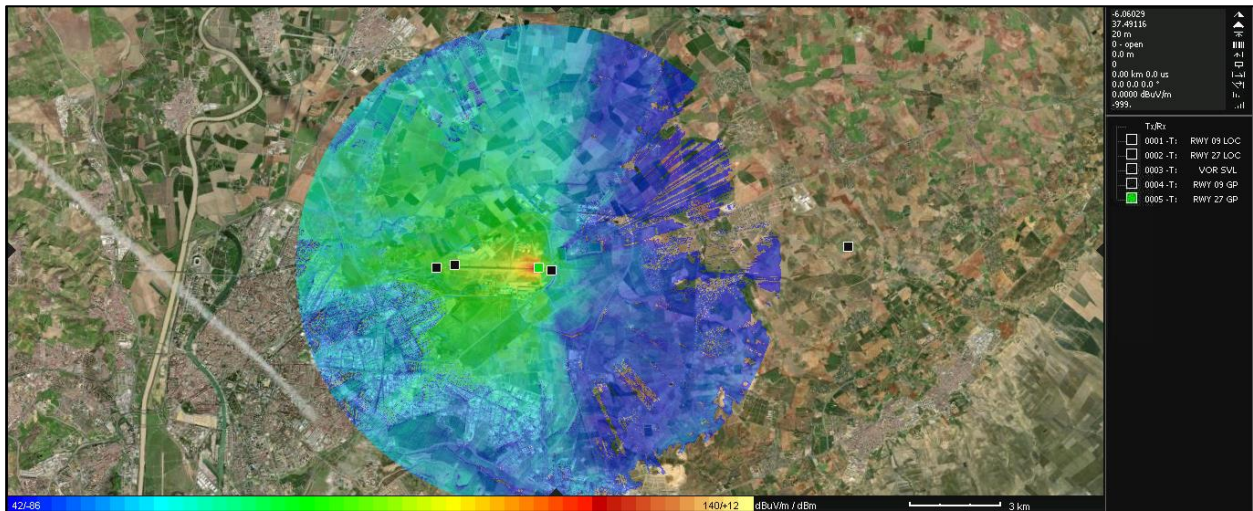 -6.06029
37.49116
20 m
0 - open
0.0 m
0
0.00 km 0.0 us
0.0 0.0 0.0 °
0.0000 dBuV/m
-999.
Tx/Rx
0001 -T: RWY 09 LOC
0002 -T: RWY 27 LOC
0003 -T: VOR SVL
0004 -T: RWY 09 GP
0005 -T: RWY 27 GP
42/-86 140/+12 dBuV/m / dBm 3 km